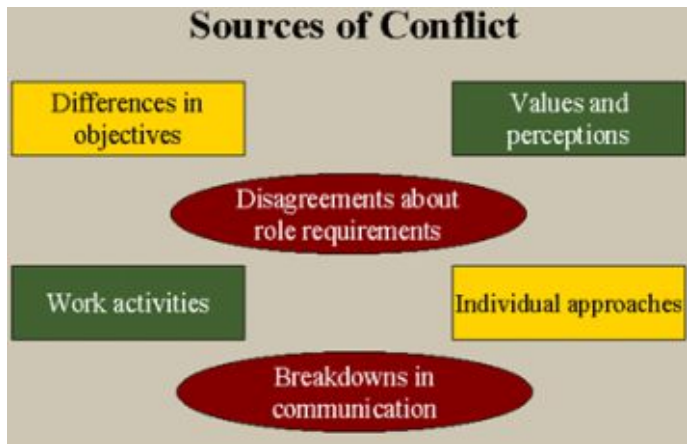 Sources of Conflict
Differences in
objectives
Values and
perceptions
Disagreements about
role requirements
Work activities
Individual approaches
Breakdowns in
communication